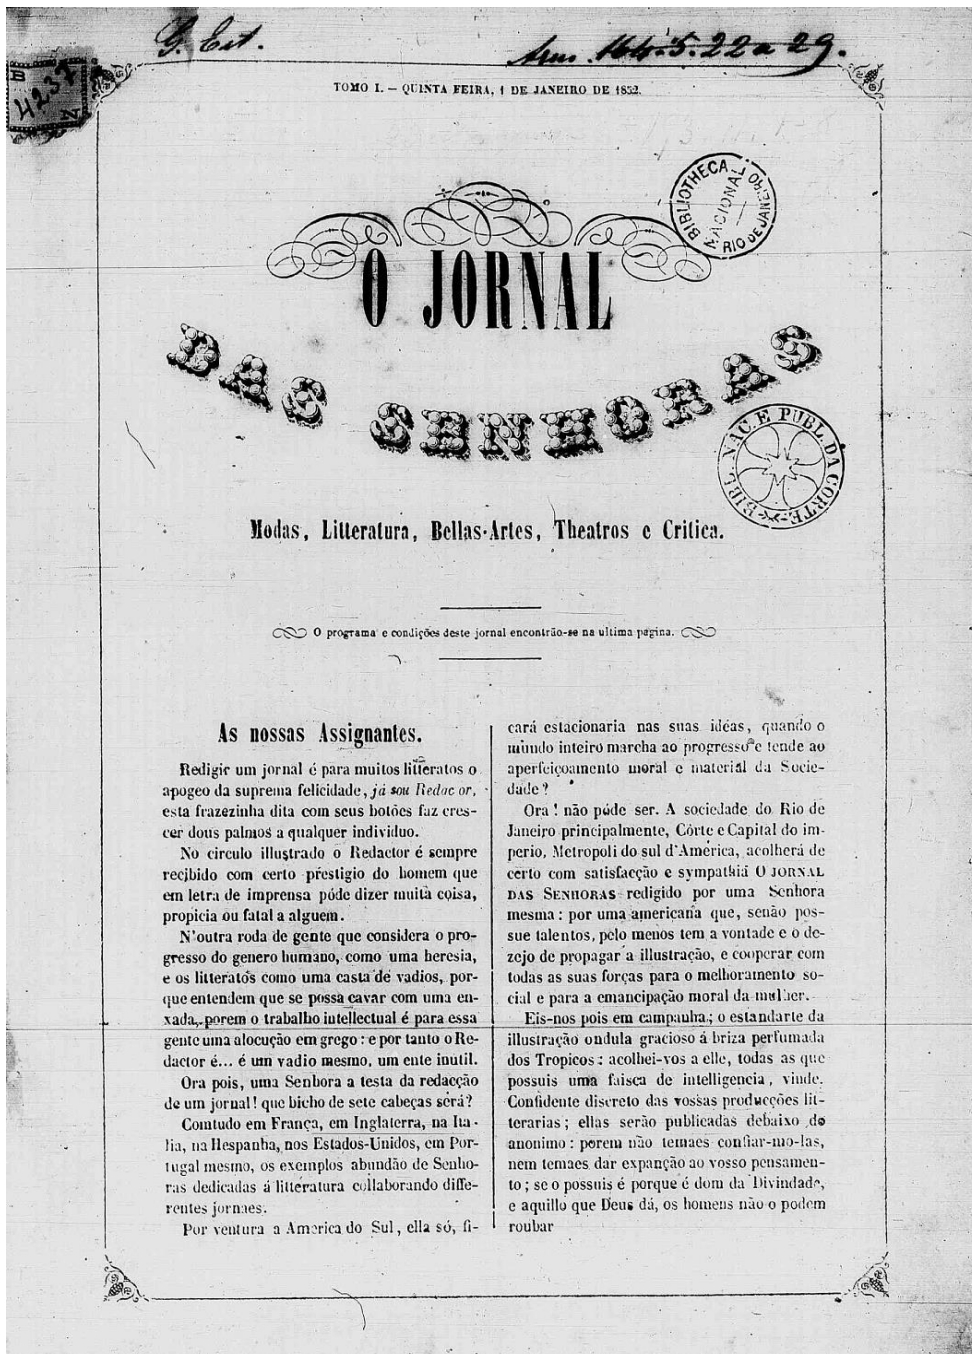 G. Est.
Arm. 164.5.22 a 29.
B
4237
N
TOMO I. — QUINTA FEIRA, 1 DE JANEIRO DE 1852.
BIBLIOTHECA NACIONAL RIO DE JANEIRO
O JORNAL
DAS SENHORAS
BIBL. NAC. E PUBL. DA CORTE
Modas, Litteratura, Bellas-Artes, Theatros e Critica.
O programa e condições deste jornal encontrão-se na ultima pagina.
As nossas Assignantes.
Redigir um jornal é para muitos litteratos o
apogeo da suprema felicidade, já sou Redac or,
esta frazezinha dita com seus botões faz cres-
cer dous palmos a qualquer individuo.
No circulo illustrado o Redactor é sempre
recibido com certo prestigio do homem que
em letra de imprensa póde dizer muita coisa,
propicia ou fatal a alguem.
N'outra roda de gente que considera o pro-
gresso do genero humano, como uma heresia,
e os litteratos como uma casta de vadios, por-
que entendem que se possa cavar com uma en-
xada, porem o trabalho intellectual é para essa
gente uma alocução em grego: e por tanto o Re-
dactor é... é um vadio mesmo, um ente inutil.
Ora pois, uma Senhora a testa da redacção
de um jornal! que bicho de sete cabeças será?
Comtudo em França, em Inglaterra, na Ita-
lia, na Hespanha, nos Estados-Unidos, em Por-
tugal mesmo, os exemplos abundão de Senho-
ras dedicadas á litteratura collaborando diffe-
rentes jornaes.
Por ventura a America do Sul, ella só, fi-
cará estacionaria nas suas idéas, quando o
mundo inteiro marcha ao progresso e tende ao
aperfeiçoamento moral e material da Socie-
dade?
Ora! não póde ser. A sociedade do Rio de
Janeiro principalmente, Côrte e Capital do im-
perio, Metropoli do sul d'America, acolherá de
certo com satisfacção e sympathia O JORNAL
DAS SENHORAS redigido por uma Senhora
mesma: por uma americana que, senão pos-
sue talentos, pelo menos tem a vontade e o de-
zejo de propagar a illustração, e cooperar com
todas as suas forças para o melhoramento so-
cial e para a emancipação moral da mulher.
Eis-nos pois em campanha; o estandarte da
illustração ondula gracioso á briza perfumada
dos Tropicos: acolhei-vos a elle, todas as que
possuis uma faisca de intelligencia, vinde.
Confidente discreto das vossas producções lit-
terarias; ellas serão publicadas debaixo do
anonimo: porem não temaes confiar-mo-las,
nem temaes dar expanção ao vosso pensamen-
to; se o possuis é porque é dom da Divindade,
e aquillo que Deus dá, os homens não o podem
roubar